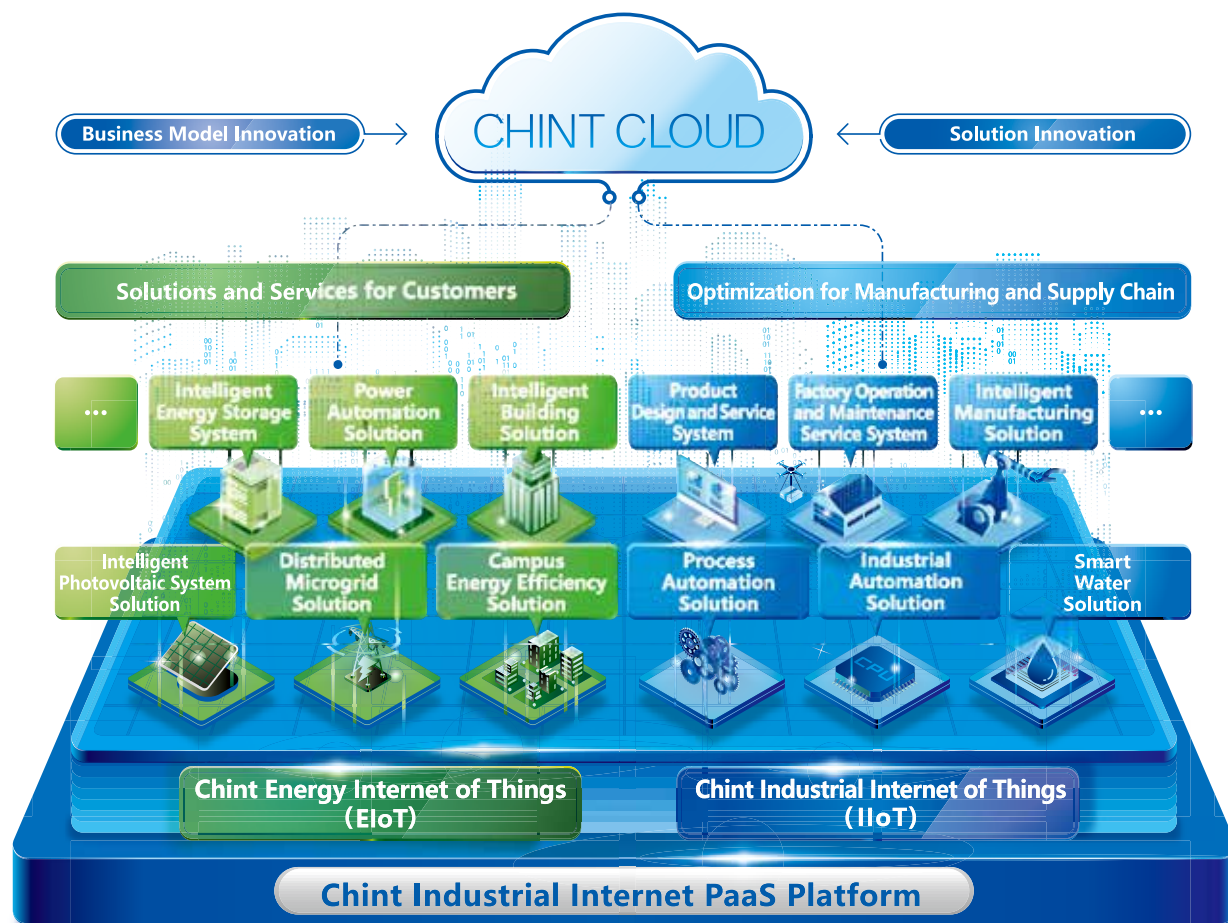 CHINT CLOUD
Business Model Innovation
Solution Innovation
Solutions and Services for Customers
Optimization for Manufacturing and Supply Chain
...
Intelligent
Energy Storage
System
Power
Automation
Solution
Intelligent
Building
Solution
Product
Design and Service
System
Factory Operation
and Maintenance
Service System
Intelligent
Manufacturing
Solution
...
Intelligent
Photovoltaic System
Solution
Distributed
Microgrid
Solution
Campus
Energy Efficiency
Solution
Process
Automation
Solution
Industrial
Automation
Solution
Smart
Water
Solution
CPU
Chint Energy Internet of Things
(EIoT)
Chint Industrial Internet of Things
(IIoT)
Chint Industrial Internet PaaS Platform